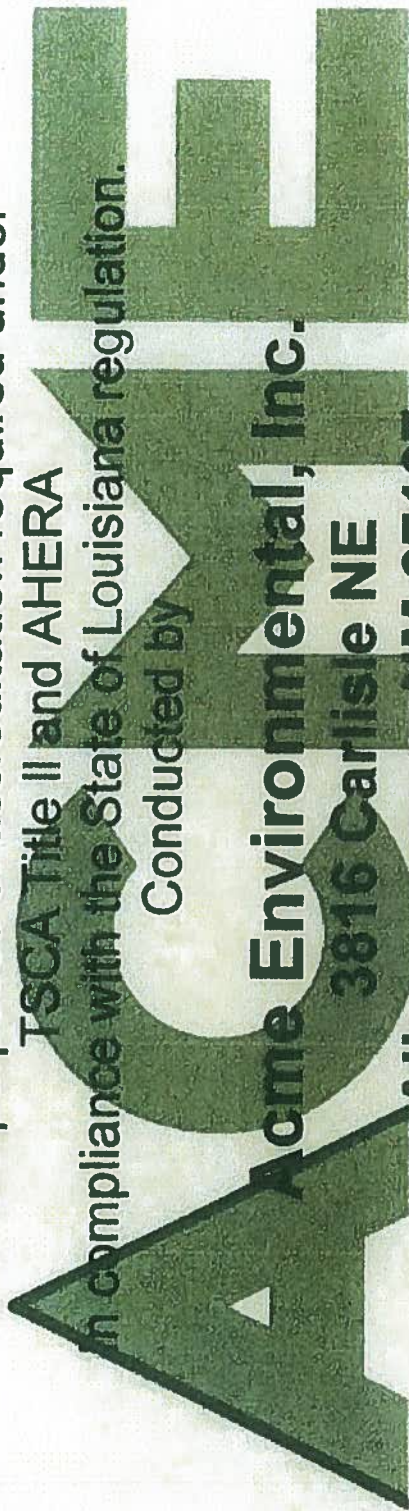 TSCA Title II and AHERA
in compliance with the State of Louisiana regulation.
Conducted by
Acme Environmental, Inc.
3816 Carlisle NE
ACME